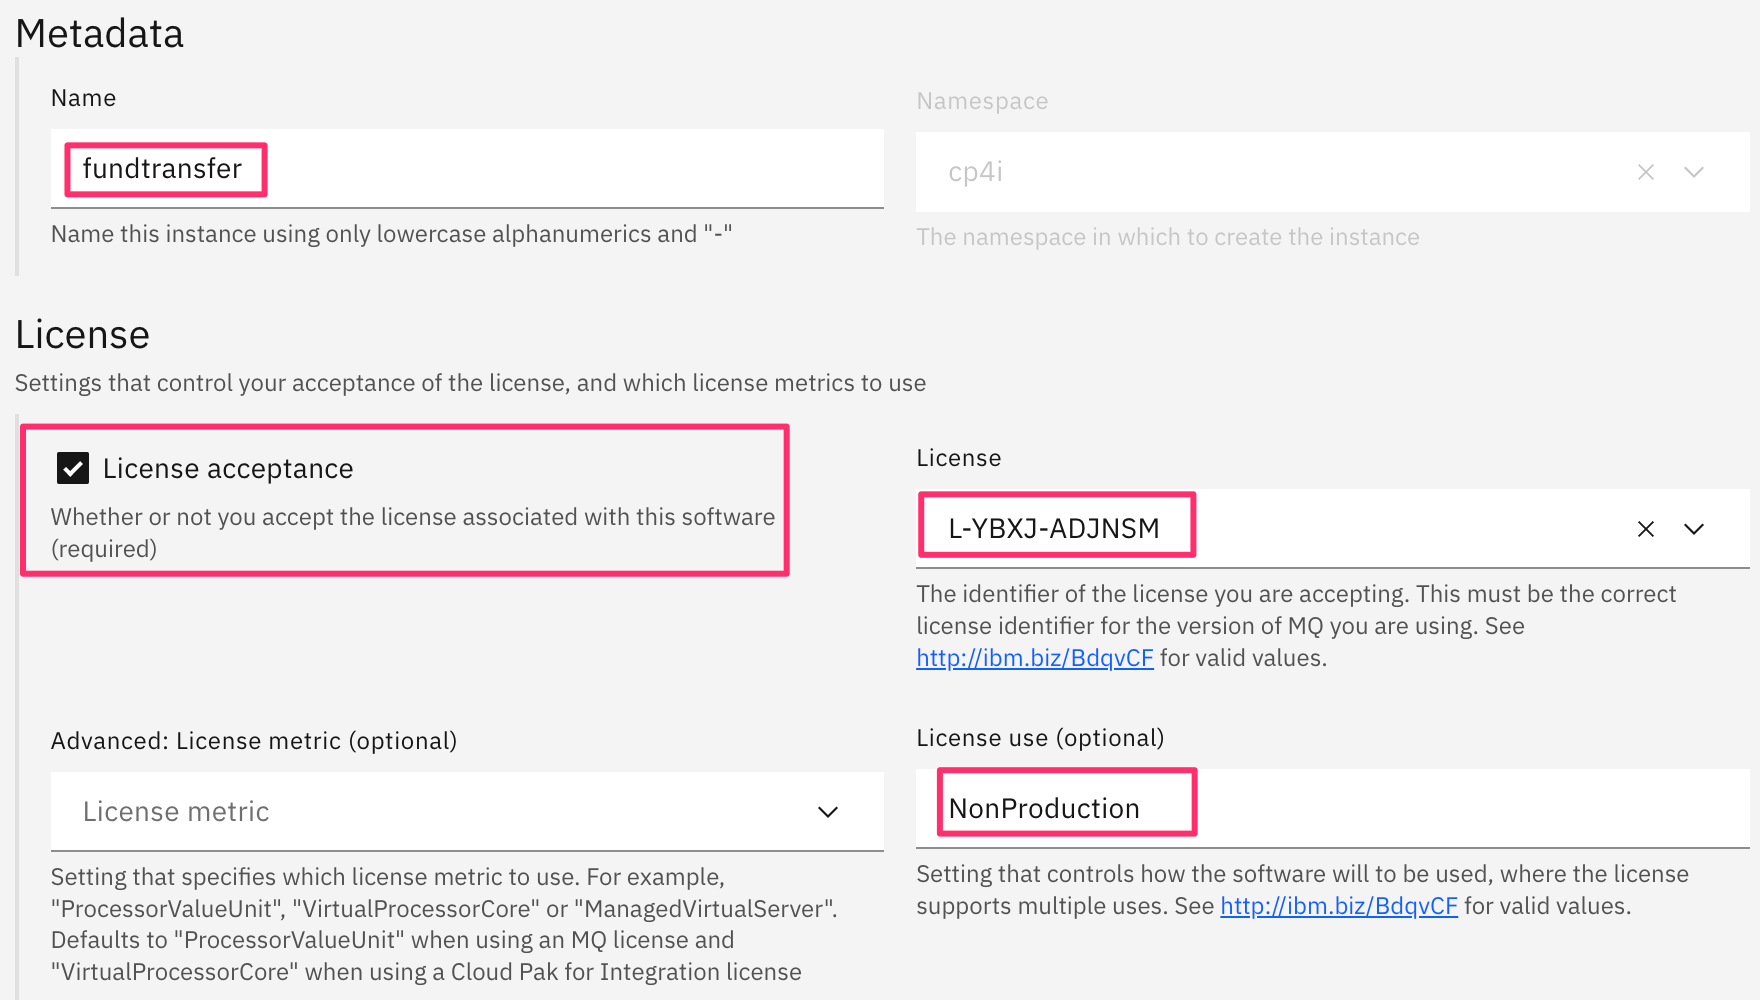 Metadata
Name
Namespace
fundtransfer
cp4i
Name this instance using only lowercase alphanumerics and "-"
The namespace in which to create the instance
License
Settings that control your acceptance of the license, and which license metrics to use
License acceptance
Whether or not you accept the license associated with this software
(required)
License
L-YBXJ-ADJNSM
The identifier of the license you are accepting. This must be the correct
license identifier for the version of MQ you are using. See
http://ibm.biz/BdqvCF for valid values.
Advanced: License metric (optional)
License metric
Setting that specifies which license metric to use. For example,
"ProcessorValueUnit", "VirtualProcessorCore" or "ManagedVirtualServer".
Defaults to "ProcessorValueUnit" when using an MQ license and
"VirtualProcessorCore" when using a Cloud Pak for Integration license
License use (optional)
NonProduction
Setting that controls how the software will to be used, where the license
supports multiple uses. See http://ibm.biz/BdqvCF for valid values.